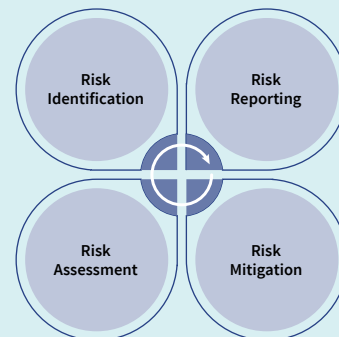 Risk
Identification
Risk
Reporting
Risk
Assessment
Risk
Mitigation